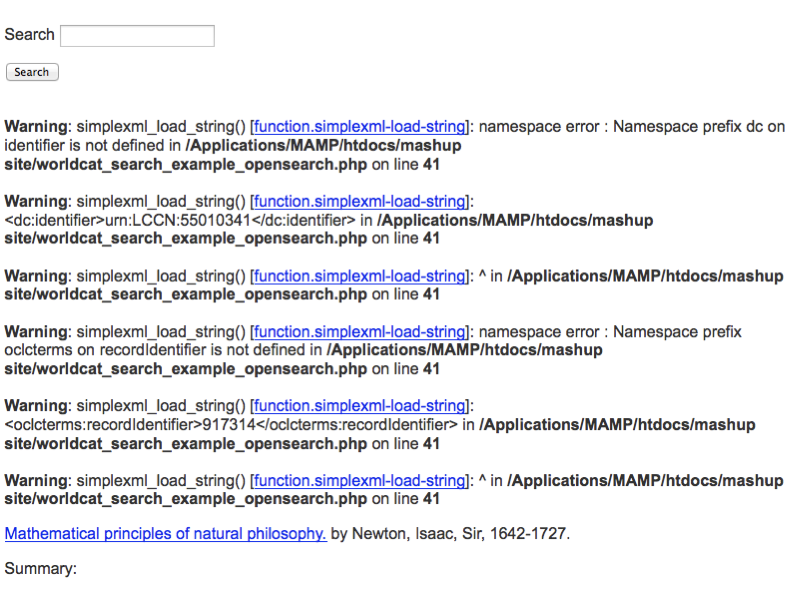 Search
Search
Warning: simplexml_load_string() [function.simplexml-load-string]: namespace error : Namespace prefix dc on
identifier is not defined in /Applications/MAMP/htdocs/mashup
site/worldcat_search_example_opensearch.php on line 41
Warning: simplexml_load_string() [function.simplexml-load-string]:
<dc:identifier>urn:LCCN:55010341</dc:identifier> in /Applications/MAMP/htdocs/mashup
site/worldcat_search_example_opensearch.php on line 41
Warning: simplexml_load_string() [function.simplexml-load-string]: ^ in /Applications/MAMP/htdocs/mashup
site/worldcat_search_example_opensearch.php on line 41
Warning: simplexml_load_string() [function.simplexml-load-string]: namespace error : Namespace prefix
oclcterms on recordIdentifier is not defined in /Applications/MAMP/htdocs/mashup
site/worldcat_search_example_opensearch.php on line 41
Warning: simplexml_load_string() [function.simplexml-load-string]:
<oclcterms:recordIdentifier>917314</oclcterms:recordIdentifier> in /Applications/MAMP/htdocs/mashup
site/worldcat_search_example_opensearch.php on line 41
Warning: simplexml_load_string() [function.simplexml-load-string]: ^ in /Applications/MAMP/htdocs/mashup
site/worldcat_search_example_opensearch.php on line 41
Mathematical principles of natural philosophy. by Newton, Isaac, Sir, 1642-1727.
Summary: